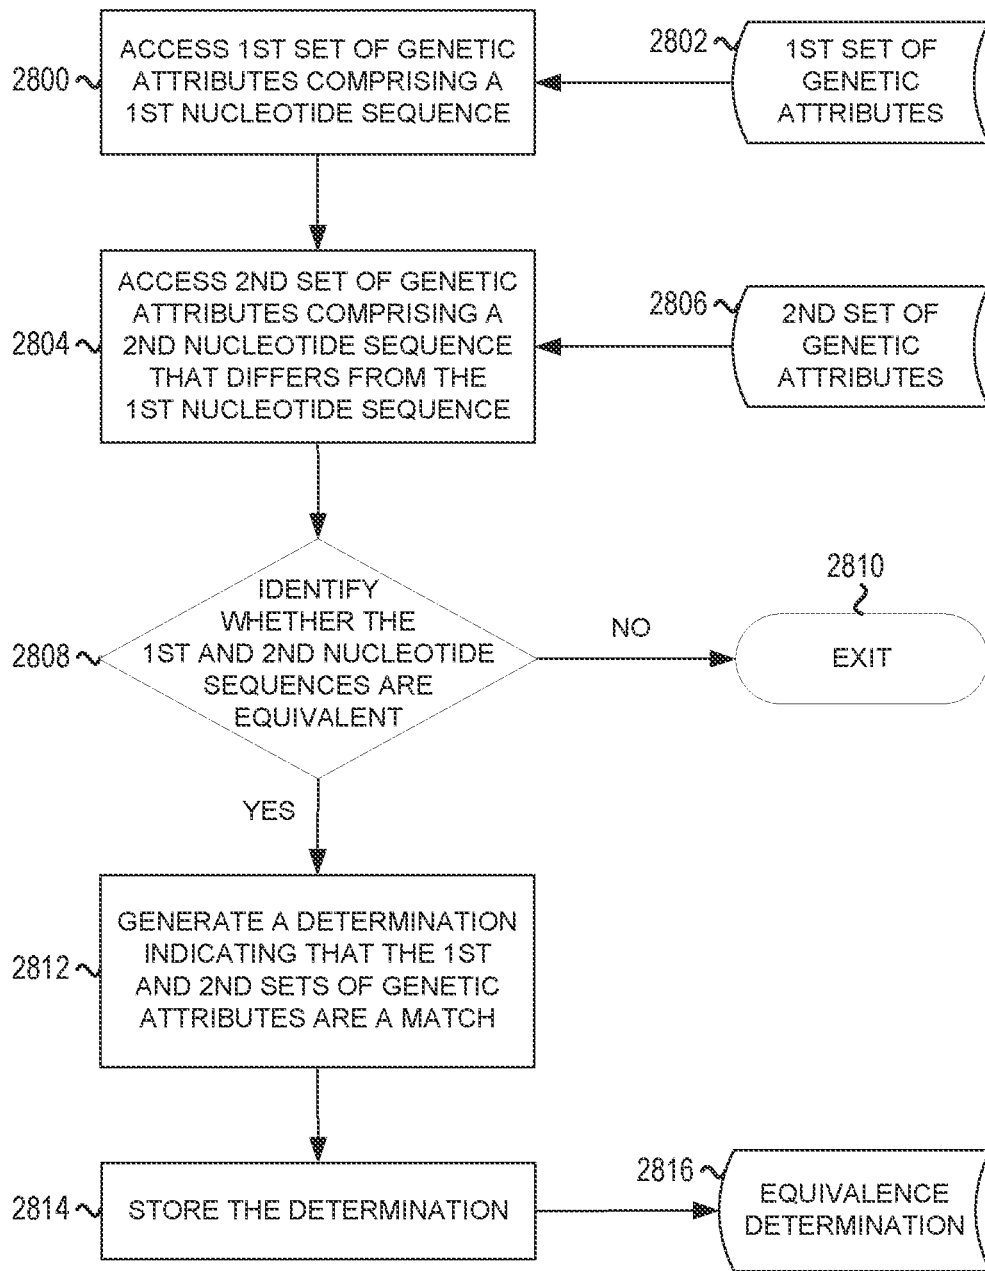 2800
ACCESS 1ST SET OF GENETIC
ATTRIBUTES COMPRISING A
1ST NUCLEOTIDE SEQUENCE
2802
1ST SET OF
GENETIC
ATTRIBUTES
2804
ACCESS 2ND SET OF GENETIC
ATTRIBUTES COMPRISING A
2ND NUCLEOTIDE SEQUENCE
THAT DIFFERS FROM THE
1ST NUCLEOTIDE SEQUENCE
2806
2ND SET OF
GENETIC
ATTRIBUTES
2808
IDENTIFY
WHETHER THE
1ST AND 2ND NUCLEOTIDE
SEQUENCES ARE
EQUIVALENT
NO
2810
EXIT
YES
2812
GENERATE A DETERMINATION
INDICATING THAT THE 1ST
AND 2ND SETS OF GENETIC
ATTRIBUTES ARE A MATCH
2814
STORE THE DETERMINATION
2816
EQUIVALENCE
DETERMINATION